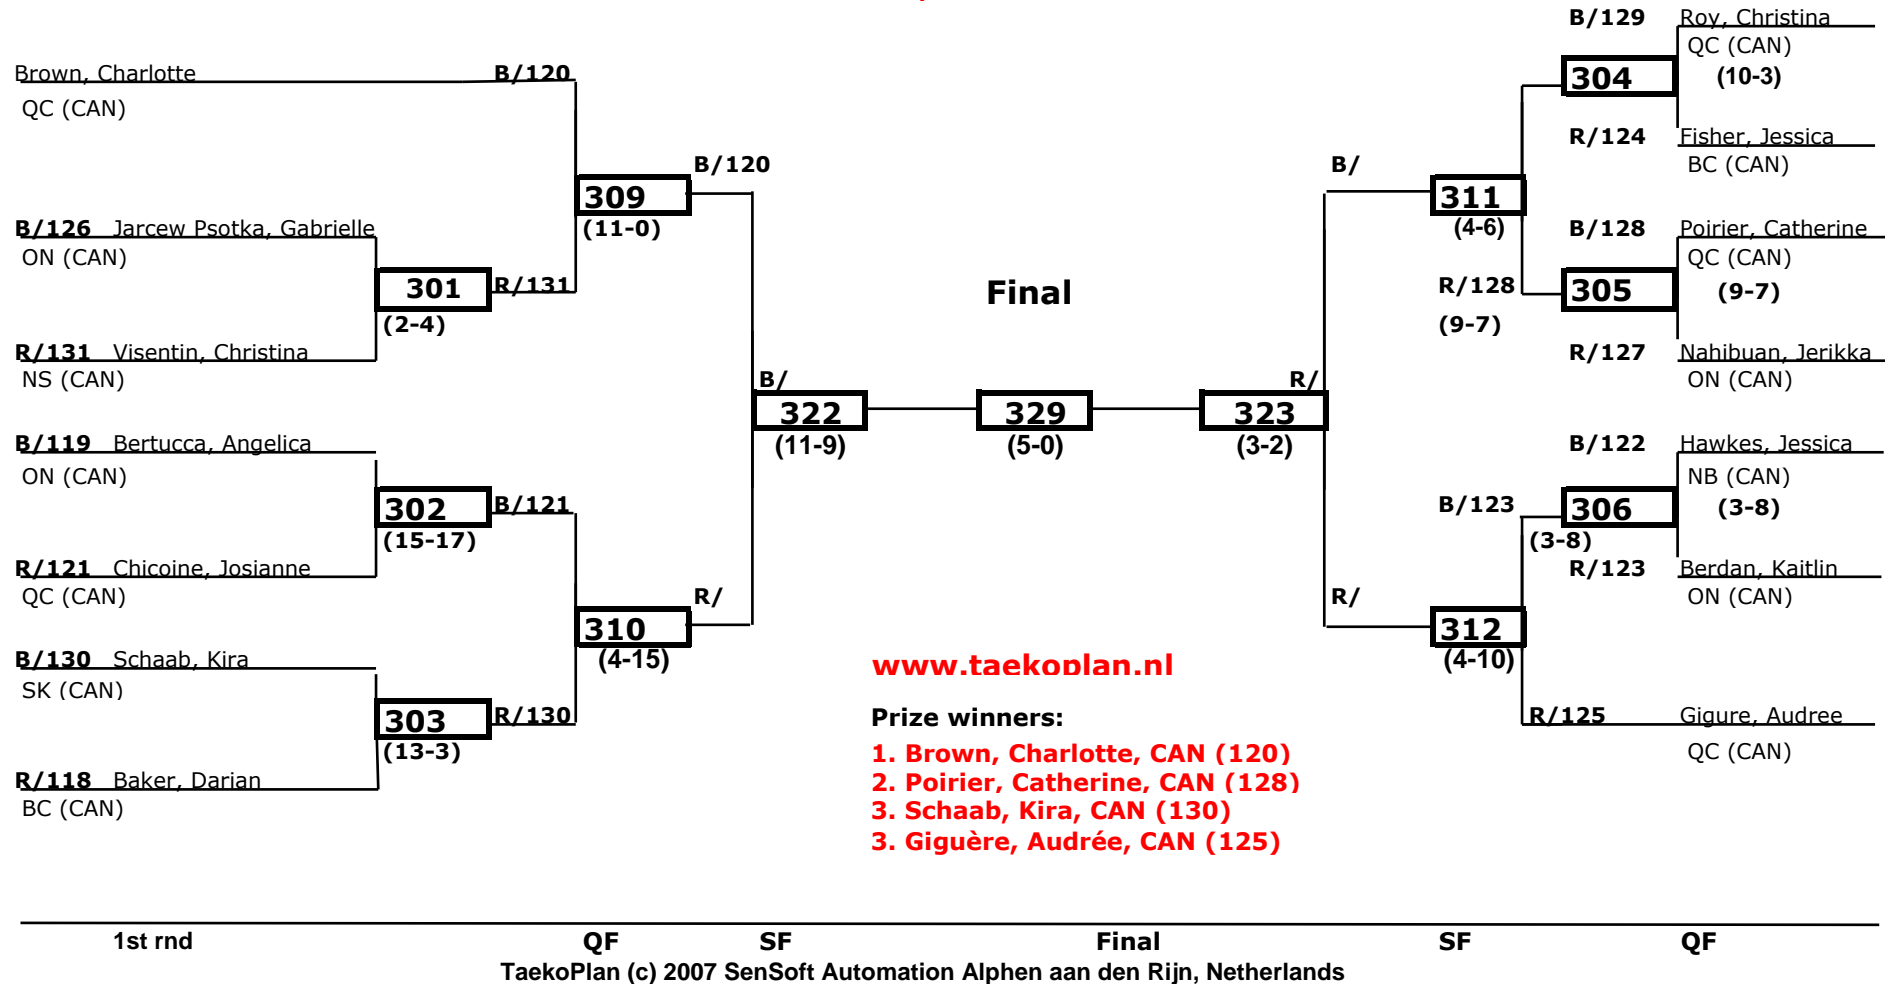 Brown, Charlotte
QC (CAN)
B/120
B/126 Jarcew Psotka, Gabrielle
ON (CAN)
301
(2-4)
R/131
R/131 Visentin, Christina
NS (CAN)
309
(11-0)
B/120
B/119 Bertucca, Angelica
ON (CAN)
302
(15-17)
B/121
R/121 Chicoine, Josianne
QC (CAN)
310
(4-15)
R/
B/130 Schaab, Kira
SK (CAN)
303
(13-3)
R/130
R/118 Baker, Darian
BC (CAN)
B/
322
(11-9)
Final
329
(5-0)
R/
323
(3-2)
B/
311
(4-6)
R/128
(9-7)
B/123
R/
312
(4-10)
B/129 Roy, Christina
QC (CAN)
304
(10-3)
R/124 Fisher, Jessica
BC (CAN)
B/128 Poirier, Catherine
QC (CAN)
305
(9-7)
R/127 Nahibuan, Jerikka
ON (CAN)
B/122 Hawkes, Jessica
NB (CAN)
306
(3-8)
(3-8)
R/123 Berdan, Kaitlin
ON (CAN)
R/125 Gigure, Audree
QC (CAN)
www.taekoplan.nl
Prize winners:
1. Brown, Charlotte, CAN (120)
2. Poirier, Catherine, CAN (128)
3. Schaab, Kira, CAN (130)
3. Giguère, Audrée, CAN (125)
1st rnd QF SF Final SF QF
TaekoPlan (c) 2007 SenSoft Automation Alphen aan den Rijn, Netherlands